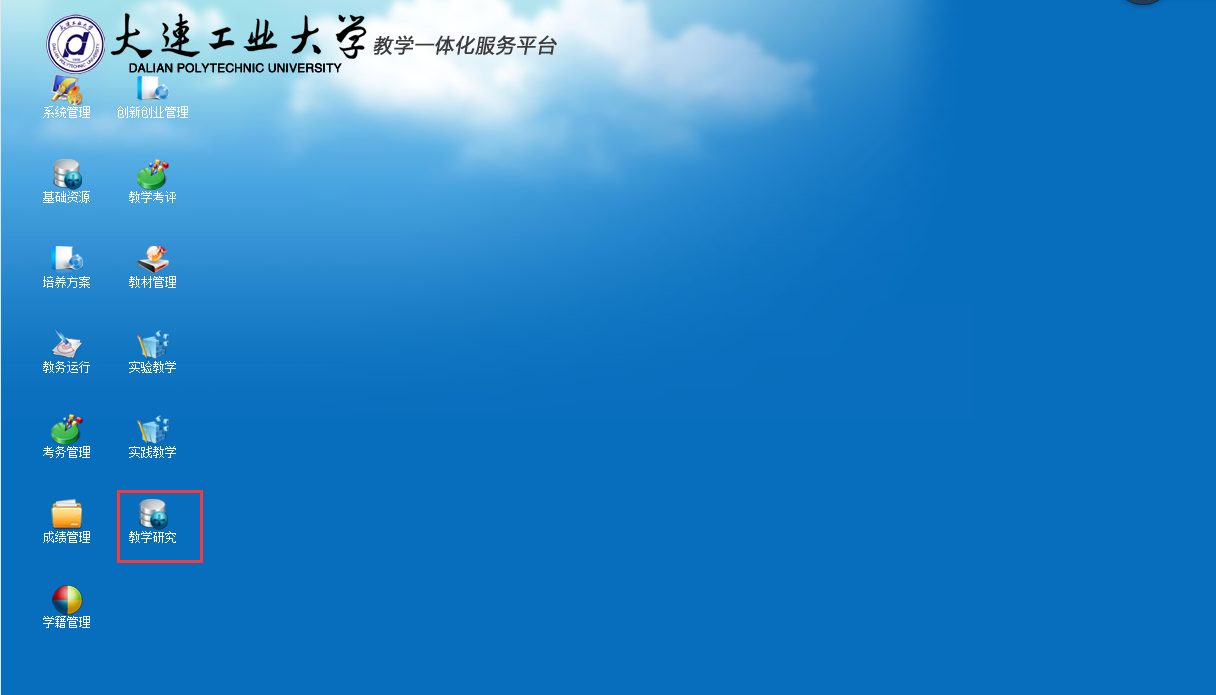 大連工业大学 教学一体化服务平台
DALIAN POLYTECHNIC UNIVERSITY
系统管理 创新创业管理
基础资源 教学考评
培养方案 教材管理
教务运行 实验教学
考务管理 实践教学
成绩管理 教学研究
学籍管理